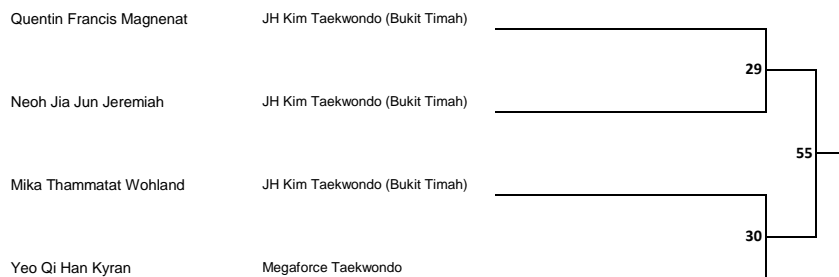 Quentin Francis Magnenat JH Kim Taekwondo (Bukit Timah)
29
Neoh Jia Jun Jeremiah JH Kim Taekwondo (Bukit Timah)
55
Mika Thammatat Wohland JH Kim Taekwondo (Bukit Timah)
30
Yeo Qi Han Kyran Megaforce Taekwondo